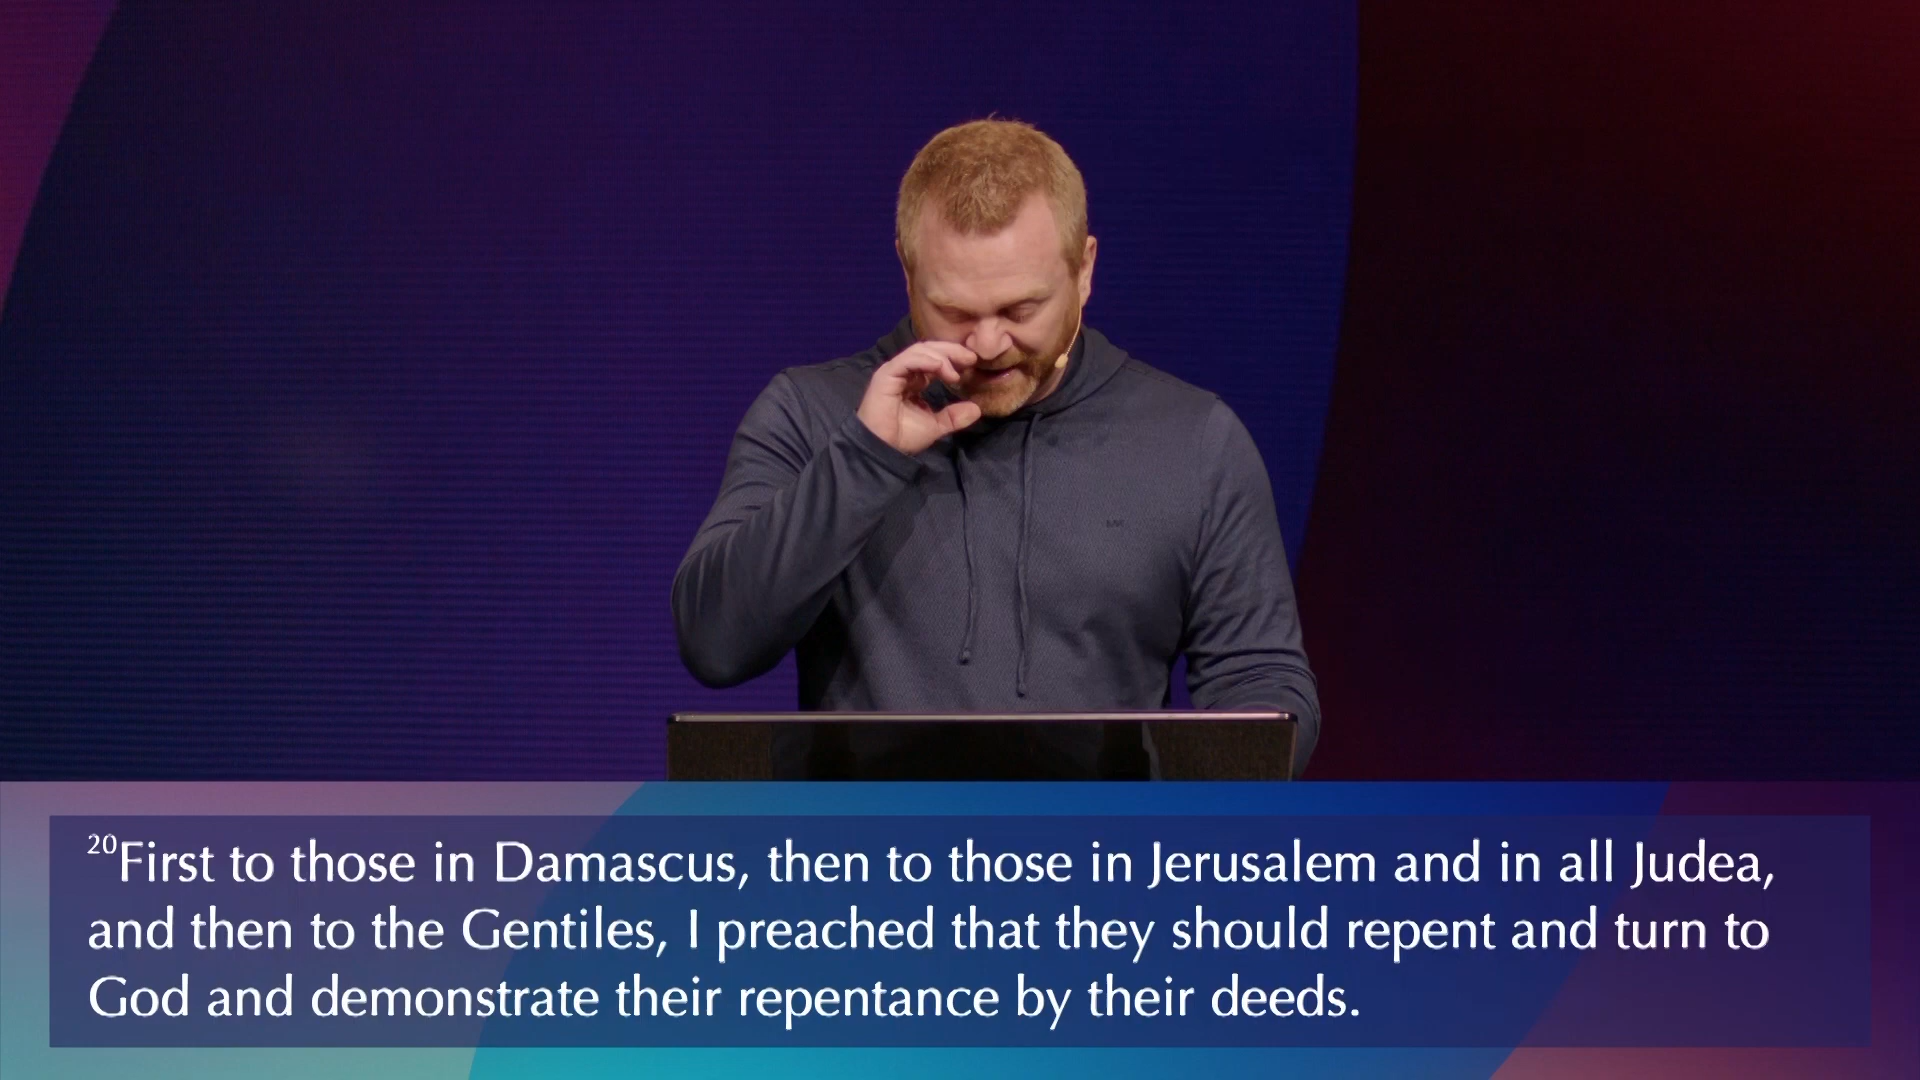 20First to those in Damascus, then to those in Jerusalem and in all Judea,
and then to the Gentiles, I preached that they should repent and turn to
God and demonstrate their repentance by their deeds.